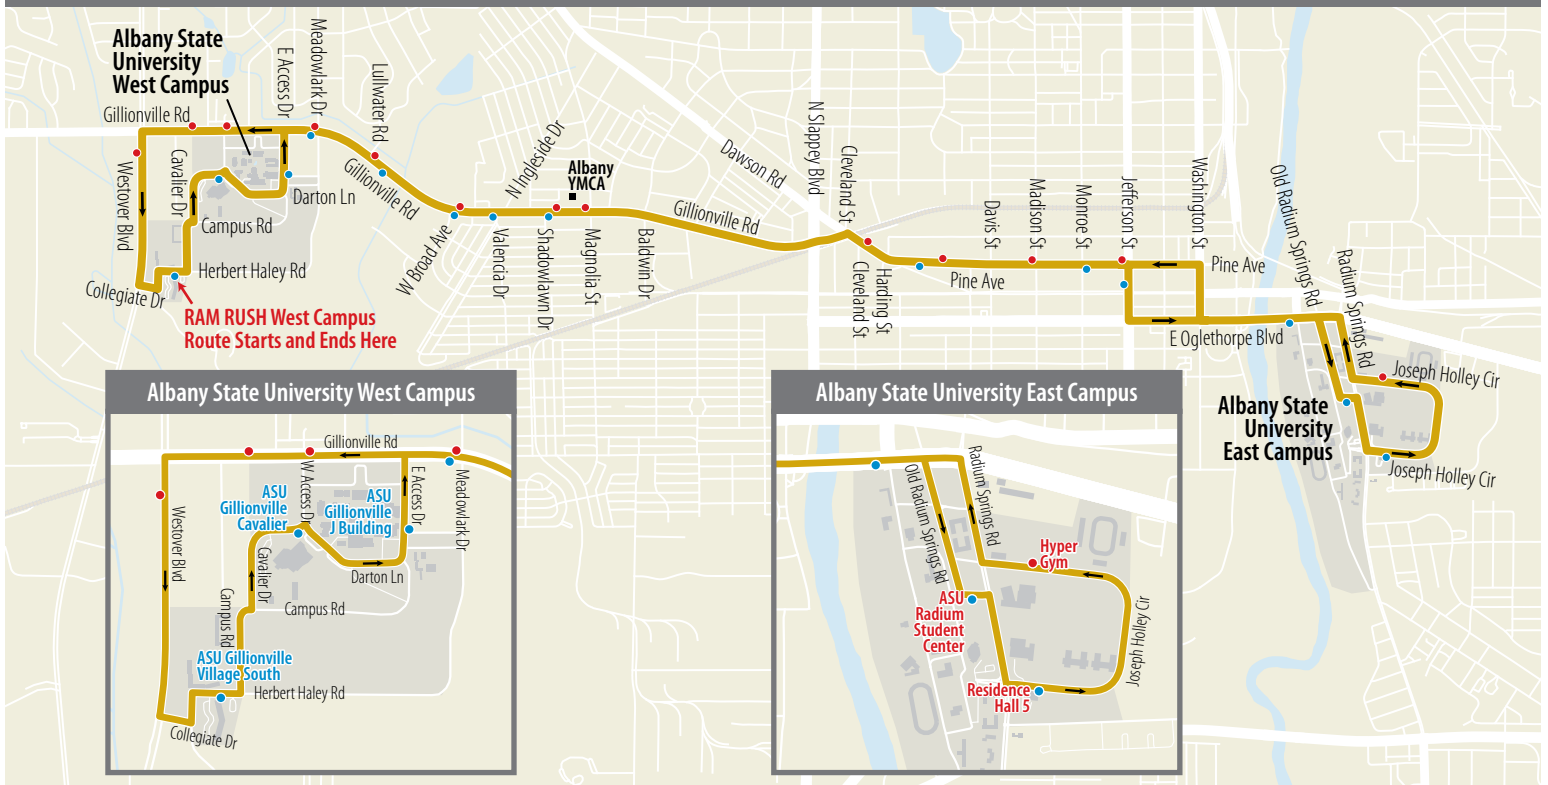 Albany State
University
West Campus
Gillionville Rd
E Access Dr
Meadowlark Dr
Lullwater Rd
Westover Blvd
Cavalier Dr
Darton Ln
Campus Rd
Herbert Haley Rd
Collegiate Dr
RAM RUSH West Campus
Route Starts and Ends Here
Gillionville Rd
W Broad Ave
Valencia Dr
N Ingleside Dr
Albany
YMCA
Shadowlawn Dr
Magnolia St
Baldwin Dr
Gillionville Rd
Dawson Rd
N Slappey Blvd
Cleveland St
Cleveland St
Harding St
Davis St
Pine Ave
Madison St
Monroe St
Jefferson St
Washington St
Pine Ave
E Oglethorpe Blvd
Old Radium Springs Rd
Radium Springs Rd
Joseph Holley Cir
Albany State
University
East Campus
Joseph Holley Cir
Albany State University West Campus
Gillionville Rd
W Access Dr
E Access Dr
Meadowlark Dr
ASU
Gillionville
Cavalier
ASU
Gillionville
J Building
Westover Blvd
Cavalier Dr
Darton Ln
Campus Rd
Campus Rd
ASU Gillionville
Village South
Herbert Haley Rd
Collegiate Dr
Albany State University East Campus
Old Radium Springs Rd
Radium Springs Rd
Hyper
Gym
ASU
Radium
Student
Center
Joseph Holley Cir
Residence
Hall 5